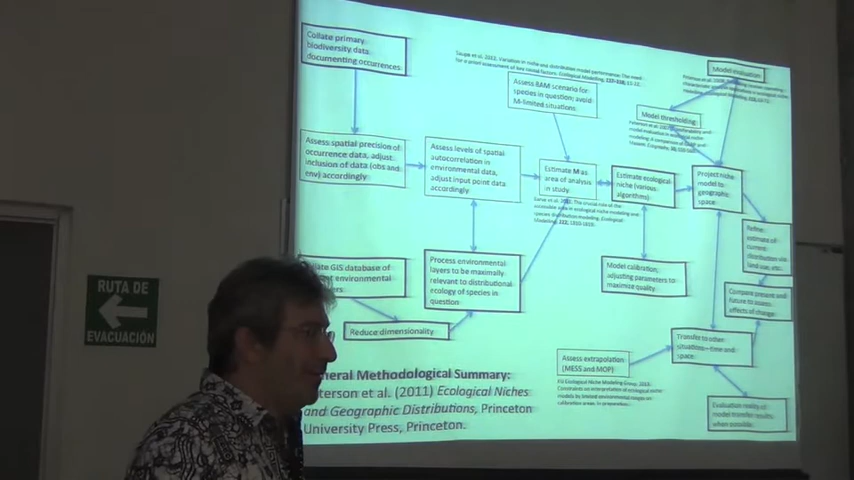 Collate primary
biodiversity data
documenting occurrences
Model evaluation
Assess BAM scenario for
species in question; avoid
M-limited situations.
Model thresholding
Assess spatial precision of
occurrence data, adjust
inclusion of data (obs and
env) accordingly
Assess levels of spatial
autocorrelation in
environmental data,
adjust input point data
accordingly
Estimate M as
area of analysis
in study
Estimate ecological
niche (various
algorithms)
Project niche
model to
geographic
space
Refine
estimate of
current
distribution via
land use, etc.
GIS database of
environmental
Process environmental
layers to be maximally
relevant to distributional
ecology of species in
question
Model calibration,
adjusting parameters to
maximize quality
Compare present and
future to assess
effects of change
Reduce dimensionality
Transfer to other
situations—time and
space
Assess extrapolation
(MESS and MOP)
Evaluation reality of
model transfer results,
when possible
Methodological Summary:
et al. (2011) Ecological Niches
and Geographic Distributions, Princeton
University Press, Princeton.
RUTA DE
EVACUACIÓN